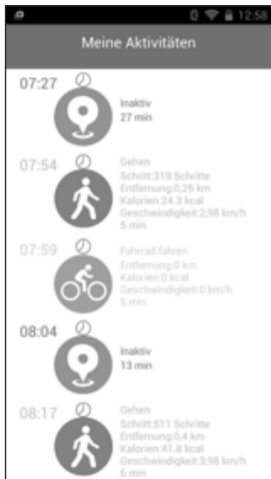 12:58
Meine Aktivitäten
07:27
Inaktiv
27 min
07:54
Gehen
Schritt:319 Schritte
Entfernung:0,25 km
Kalorien:24.3 kcal
Geschwindigkeit:2,98 km/h
5 min
07:59
Fahrrad fahren
Entfernung:0 km
Kalorien:0 kcal
Geschwindigkeit:0 km/h
5 min
08:04
Inaktiv
13 min
08:17
Gehen
Schritt:511 Schritte
Entfernung:0,4 km
Kalorien:41.8 kcal
Geschwindigkeit:3,98 km/h
6 min